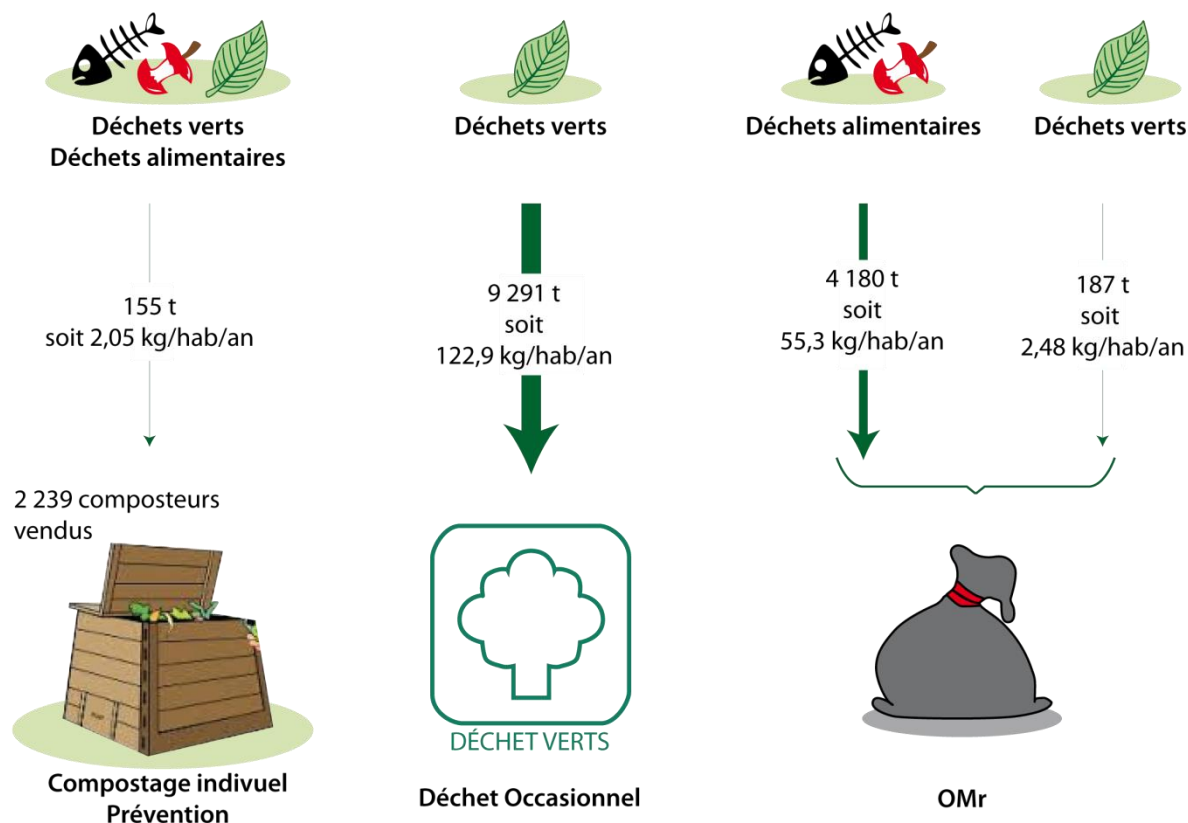 Déchets verts
Déchets alimentaires
155 t
soit 2,05 kg/hab/an
2 239 composteurs
vendus
Compostage indivuel
Prévention
Déchets verts
9 291 t
soit
122,9 kg/hab/an
DÉCHET VERTS
Déchet Occasionnel
Déchets alimentaires
4 180 t
soit
55,3 kg/hab/an
Déchets verts
187 t
soit
2,48 kg/hab/an
OMr